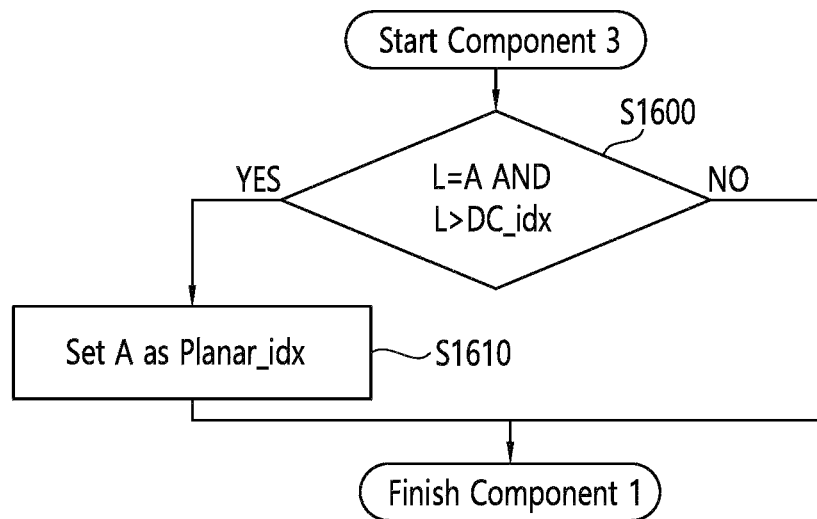 Start Component 3
S1600
YES
L=A AND
NO
L>DC_idx
Set A as Planar_idx
S1610
Finish Component 1